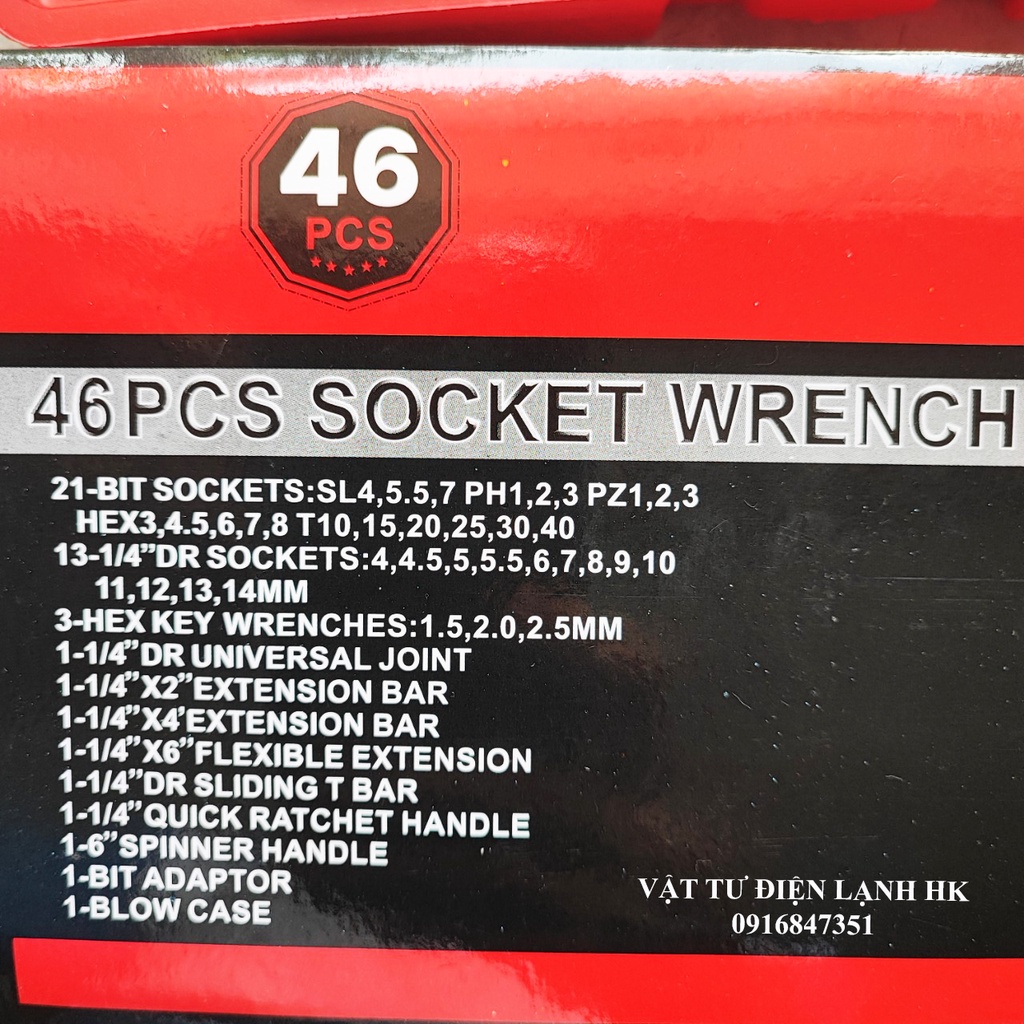 46
PCS
46PCS SOCKET WRENCH
21-BIT SOCKETS:SL4,5.5,7 PH1,2,3 PZ1,2,3
HEX3,4.5,6,7,8 T10,15,20,25,30,40
13-1/4"DR SOCKETS:4,4.5,5,5.5,6,7,8,9,10
11,12,13,14MM
3-HEX KEY WRENCHES:1.5,2.0,2.5MM
1-1/4"DR UNIVERSAL JOINT
1-1/4"X2"EXTENSION BAR
1-1/4"X4'EXTENSION BAR
1-1/4"X6"FLEXIBLE EXTENSION
1-1/4"DR SLIDING T BAR
1-1/4"QUICK RATCHET HANDLE
1-6"SPINNER HANDLE
1-BIT ADAPTOR
1-BLOW CASE
VẬT TƯ ĐIỆN LẠNH HK
0916847351